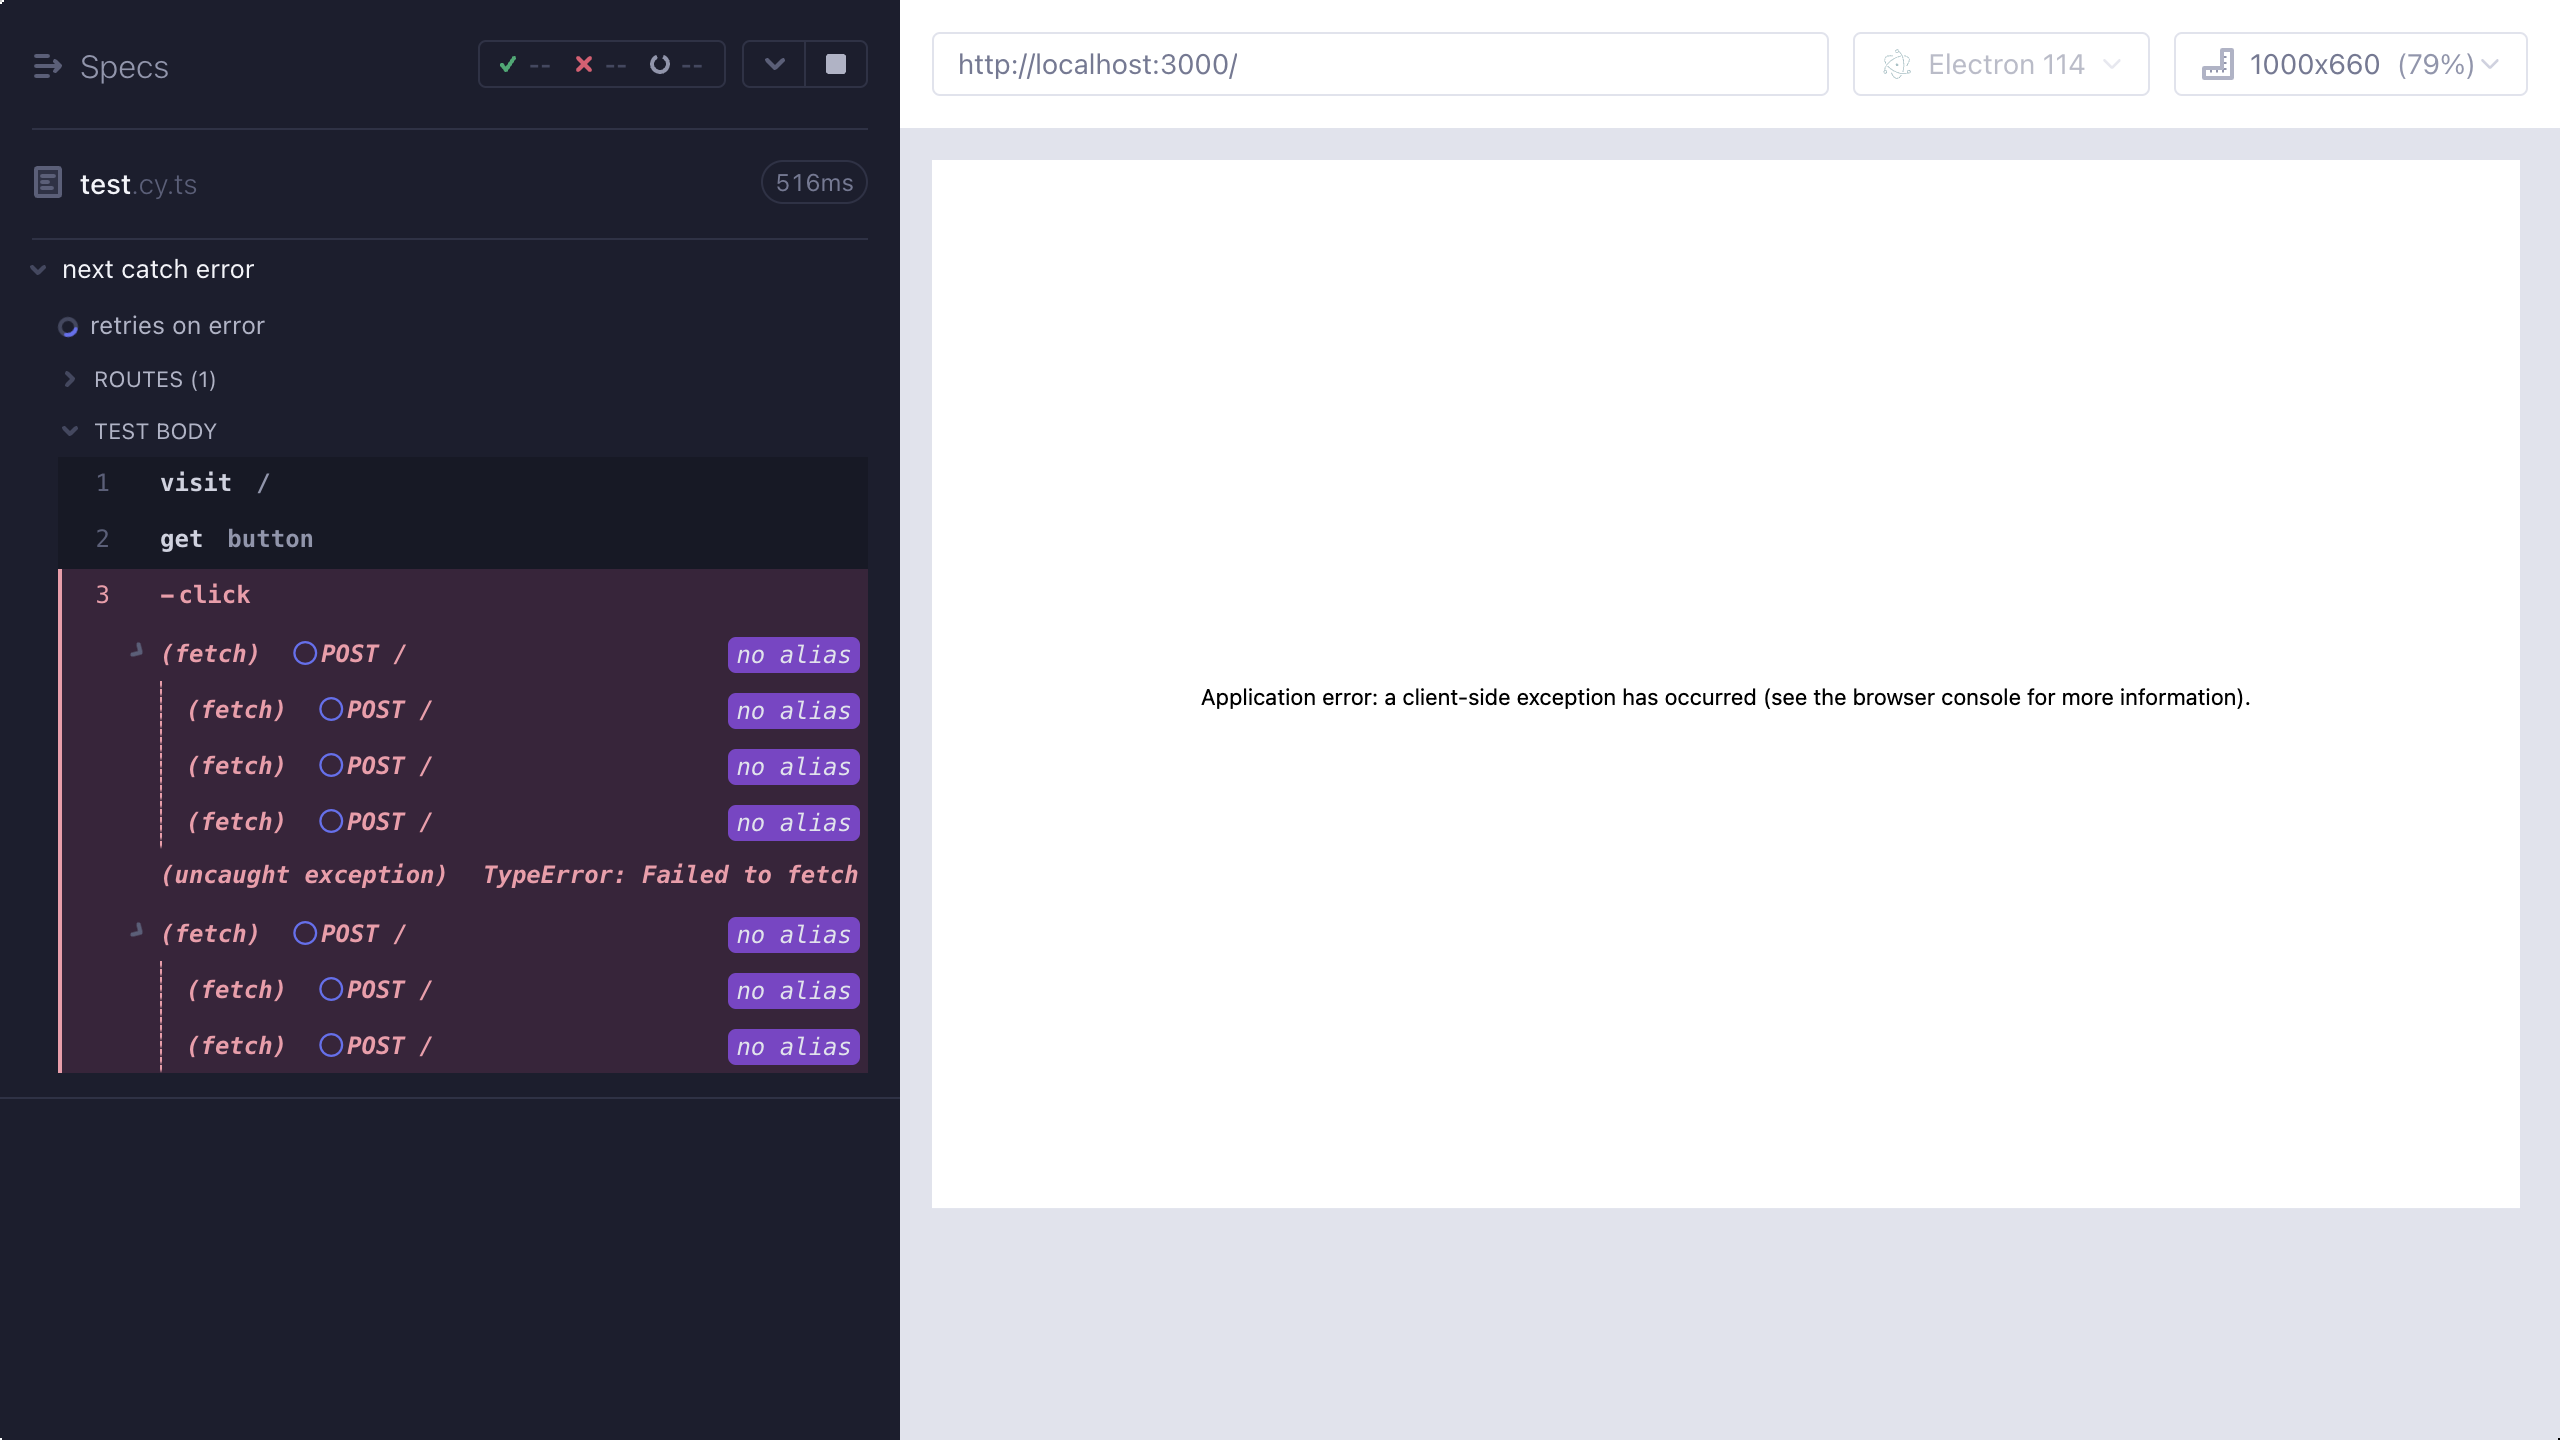 Specs
-- -- --
test.cy.ts
516ms
next catch error
retries on error
ROUTES (1)
TEST BODY
1 visit /
2 get button
3 -click
(fetch) POST / no alias
(fetch) POST / no alias
(fetch) POST / no alias
(fetch) POST / no alias
(uncaught exception) TypeError: Failed to fetch
(fetch) POST / no alias
(fetch) POST / no alias
(fetch) POST / no alias
http://localhost:3000/
Electron 114
1000x660 (79%)
Application error: a client-side exception has occurred (see the browser console for more information).